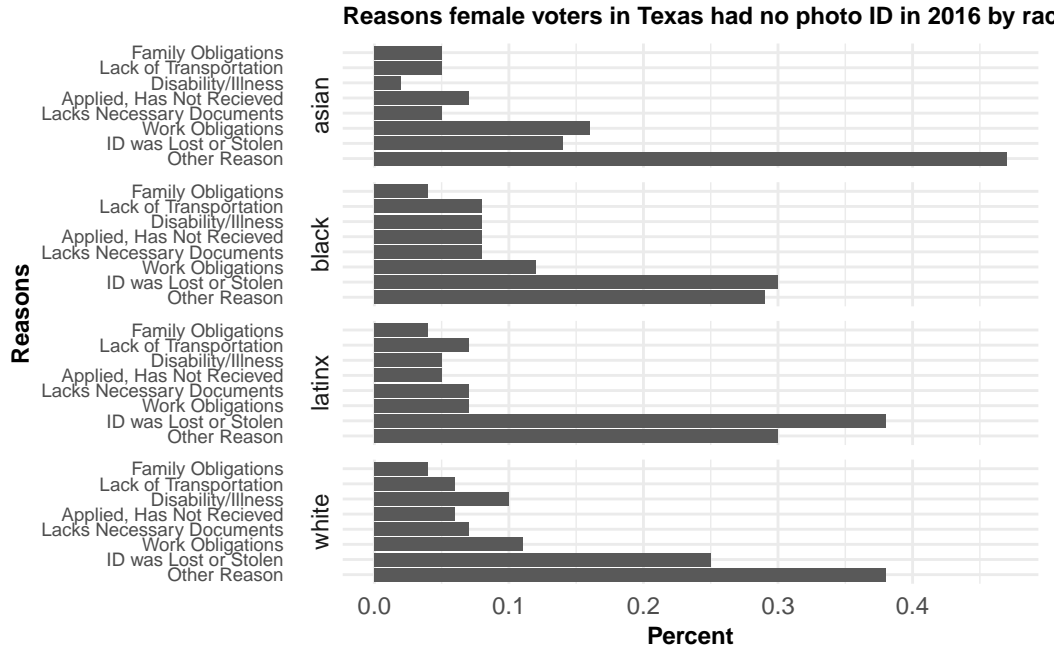 Reasons female voters in Texas had no photo ID in 2016 by rac
Family Obligations
Lack of Transportation
Disability/Illness
Applied, Has Not Recieved
Lacks Necessary Documents
Work Obligations
ID was Lost or Stolen
Other Reason
asian
Family Obligations
Lack of Transportation
Disability/Illness
Applied, Has Not Recieved
Lacks Necessary Documents
Work Obligations
ID was Lost or Stolen
Other Reason
black
Family Obligations
Lack of Transportation
Disability/Illness
Applied, Has Not Recieved
Lacks Necessary Documents
Work Obligations
ID was Lost or Stolen
Other Reason
latinx
Family Obligations
Lack of Transportation
Disability/Illness
Applied, Has Not Recieved
Lacks Necessary Documents
Work Obligations
ID was Lost or Stolen
Other Reason
white
Reasons
0.0 0.1 0.2 0.3 0.4
Percent